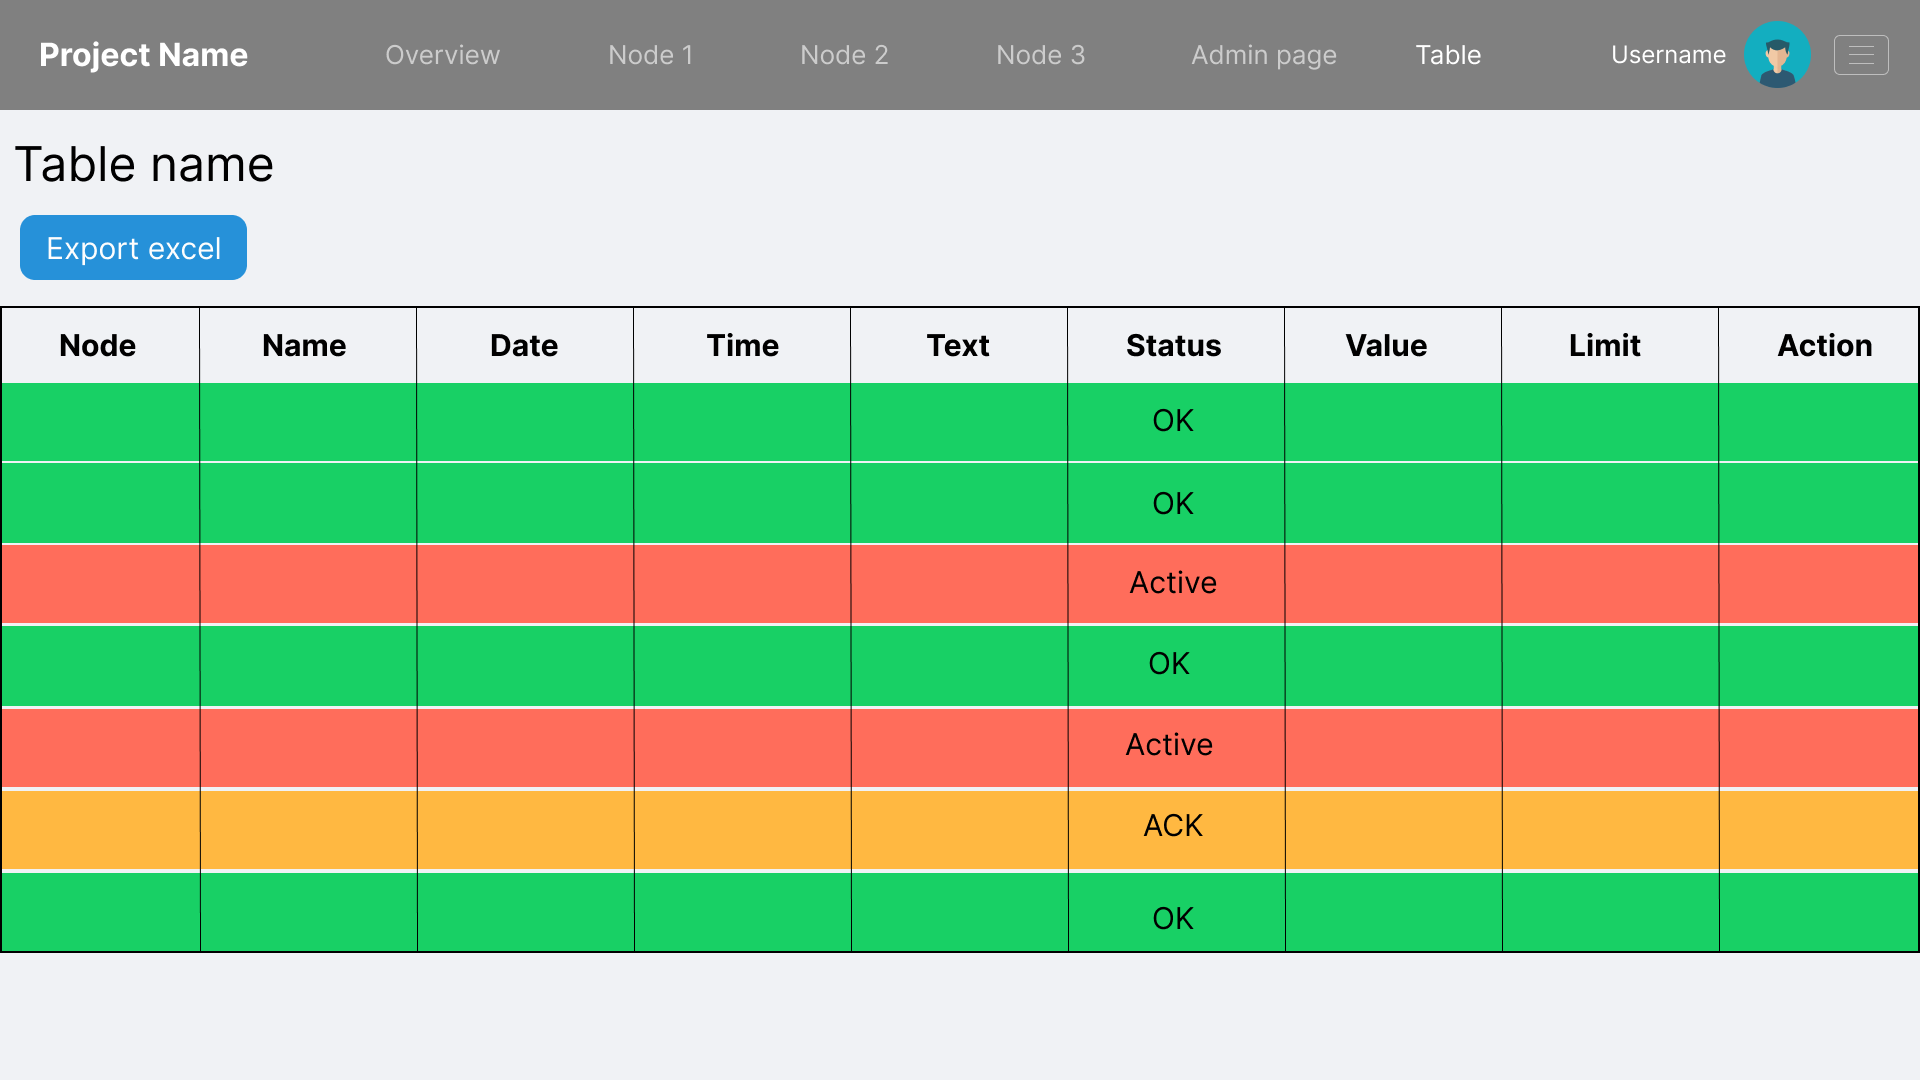 Project Name Overview Node 1 Node 2 Node 3 Admin page Table Username
Table name
Export excel
Node Name Date Time Text Status Value Limit Action
OK
OK
Active
OK
Active
ACK
OK